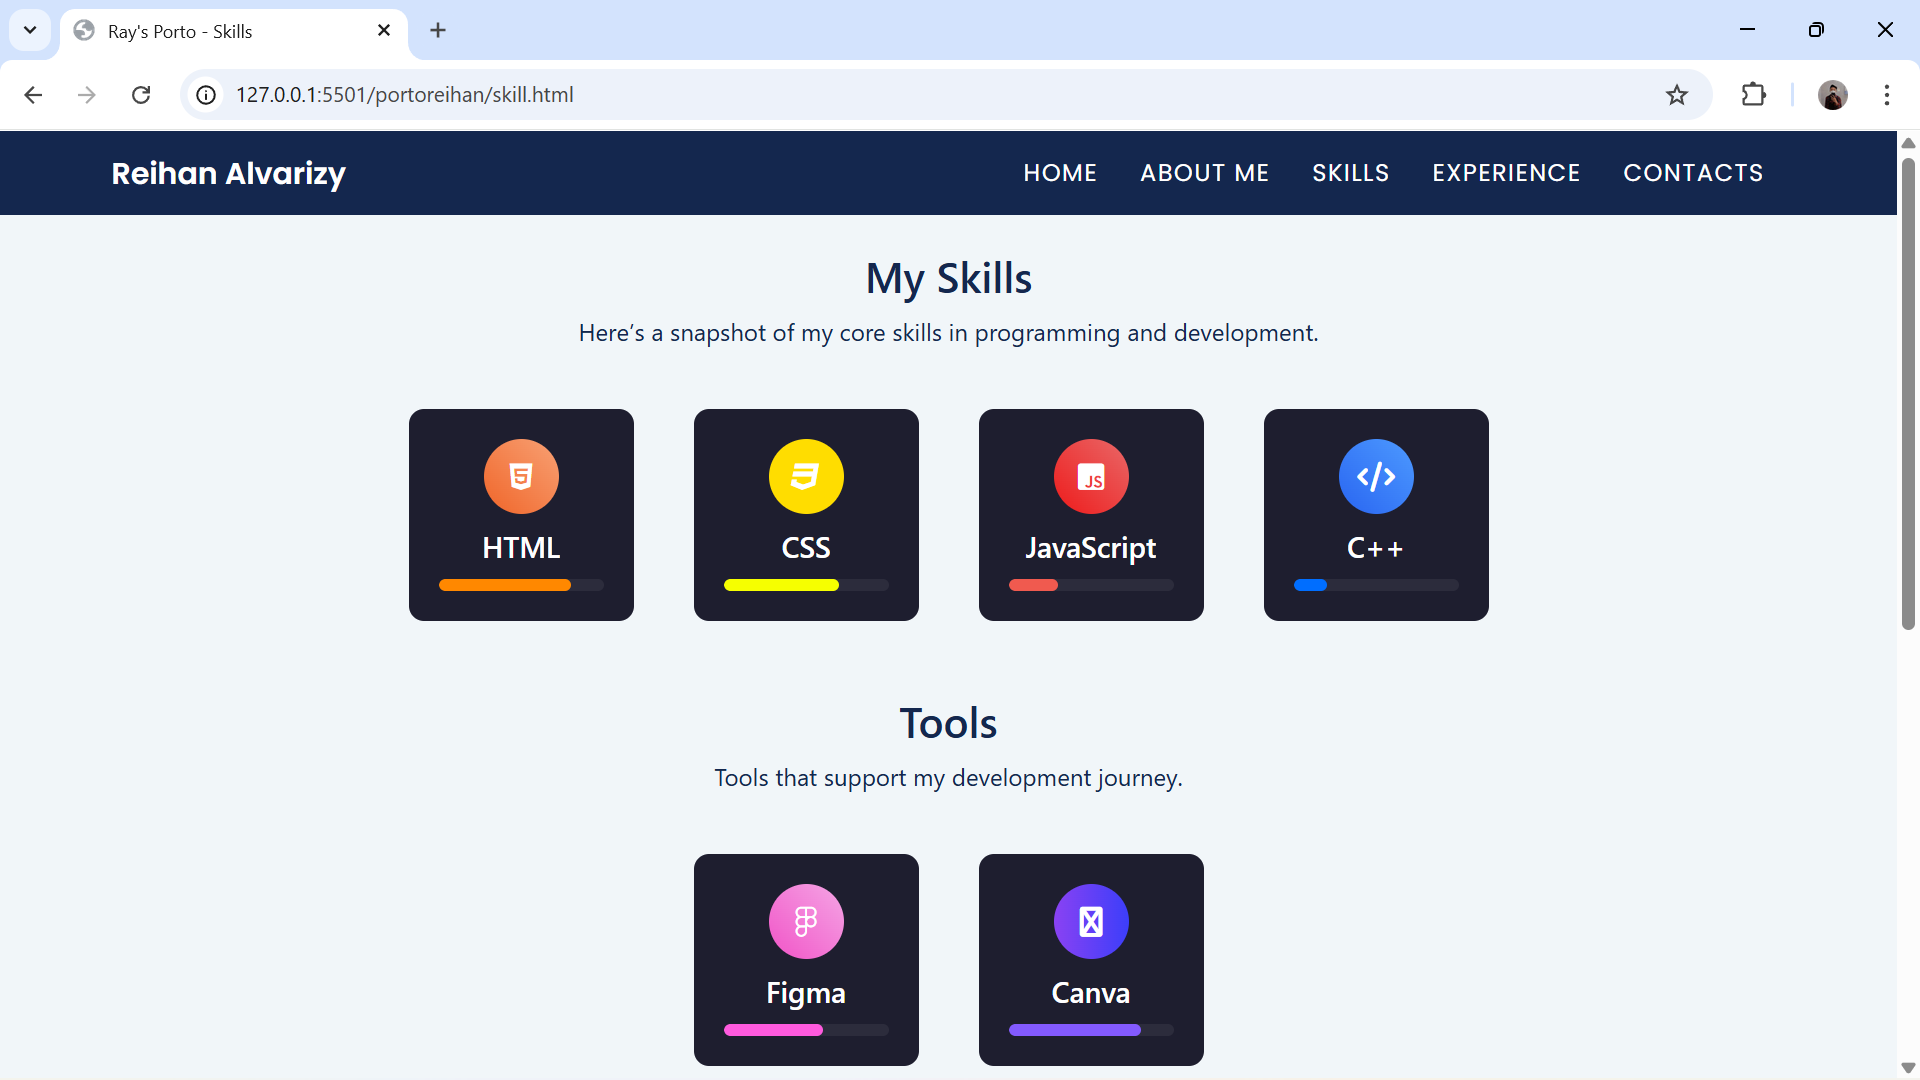 Ray's Porto - Skills
127.0.0.1:5501/portoreihan/skill.html
Reihan Alvarizy
HOME ABOUT ME SKILLS EXPERIENCE CONTACTS
My Skills
Here’s a snapshot of my core skills in programming and development.
5 JS </>
HTML CSS JavaScript C++
Tools
Tools that support my development journey.
Figma Canva